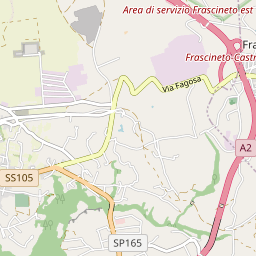 Area di servizio Frascineto est
Fra
Frascineto-Castr
Via Fagosa
A2
SS105
SP165